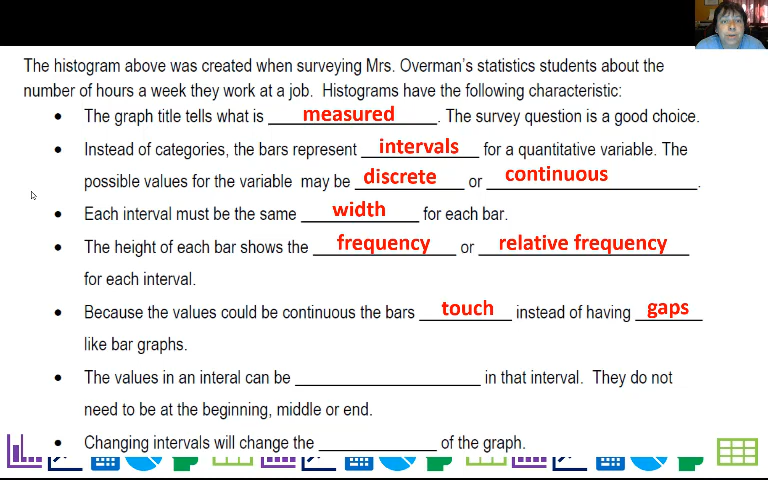 The histogram above was created when surveying Mrs. Overman's statistics students about the
number of hours a week they work at a job. Histograms have the following characteristic:
• The graph title tells what is measured. The survey question is a good choice.
• Instead of categories, the bars represent intervals for a quantitative variable. The
possible values for the variable may be discrete or continuous.
• Each interval must be the same width for each bar.
• The height of each bar shows the frequency or relative frequency
for each interval.
• Because the values could be continuous the bars touch instead of having gaps
like bar graphs.
• The values in an interal can be ____________________ in that interval. They do not
need to be at the beginning, middle or end.
• Changing intervals will change the _____________ of the graph.